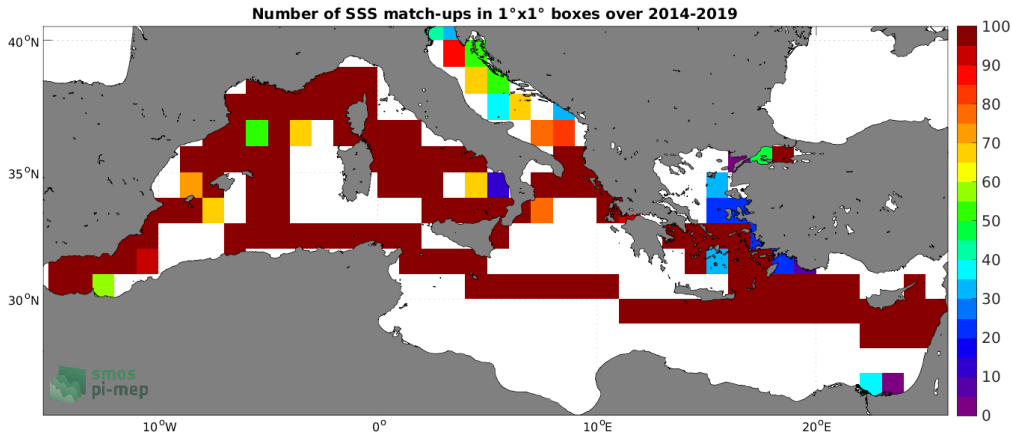 Number of SSS match-ups in 1°x1° boxes over 2014-2019
40°N
35°N
30°N
10°W
0°
10°E
20°E
100
90
80
70
60
50
40
30
20
10
0
smos
pi-mep